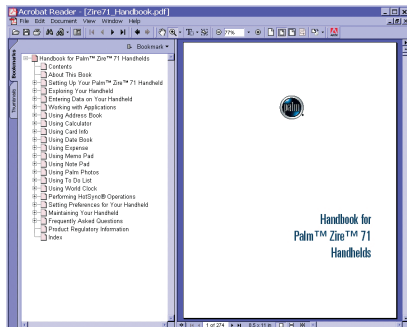 Acrobat Reader - [Zire71_Handbook.pdf]
File Edit Document View Window Help
77%
Bookmark
Bookmarks
Thumbnails
Handbook for Palm™ Zire™ 71 Handhelds
Contents
About This Book
Setting Up Your Palm™ Zire™ 71 Handheld
Exploring Your Handheld
Entering Data on Your Handheld
Working with Applications
Using Address Book
Using Calculator
Using Card Info
Using Date Book
Using Expense
Using Memo Pad
Using Note Pad
Using Palm Photos
Using To Do List
Using World Clock
Performing HotSync® Operations
Setting Preferences for Your Handheld
Maintaining Your Handheld
Frequently Asked Questions
Product Regulatory Information
Index
palm
Handbook for
Palm™ Zire™ 71
Handhelds
1 of 274
8.5 x 11 in